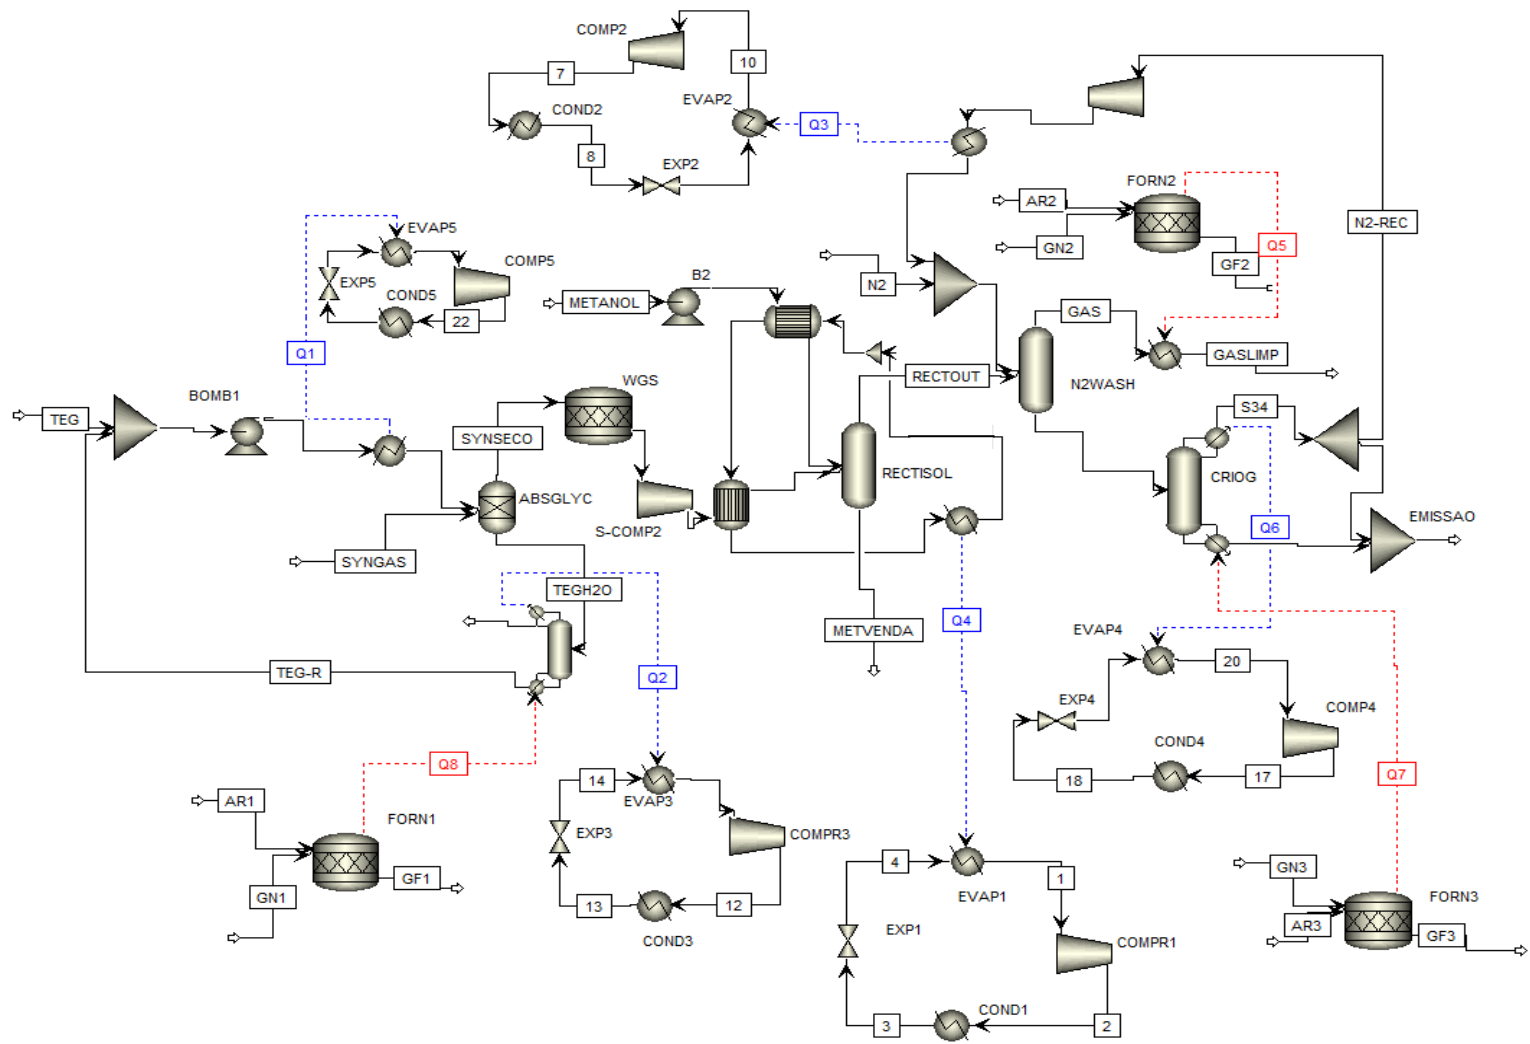 COMP2
10
7
EVAP2
COND2
Q3
8
EXP2
FORN2
AR2
N2-REC
GN2
Q5
GF2
EVAP5
COMP5
EXP5
COND5
22
B2
METANOL
N2
GAS
GASLIMP
Q1
N2WASH
RECTOUT
WGS
BOMB1
TEG
SYNSECO
S34
RECTISOL
CRIOG
ABSGLYC
S-COMP2
Q6
EMISSAO
SYNGAS
TEGH2O
Q4
METVENDA
EVAP4
20
TEG-R
Q2
EXP4
COMP4
COND4
18
17
Q7
Q8
14
EVAP3
AR1
FORN1
EXP3
COMPR3
GF1
GN1
13
12
COND3
4
EVAP1
1
EXP1
COMPR1
3
COND1
2
GN3
FORN3
AR3
GF3